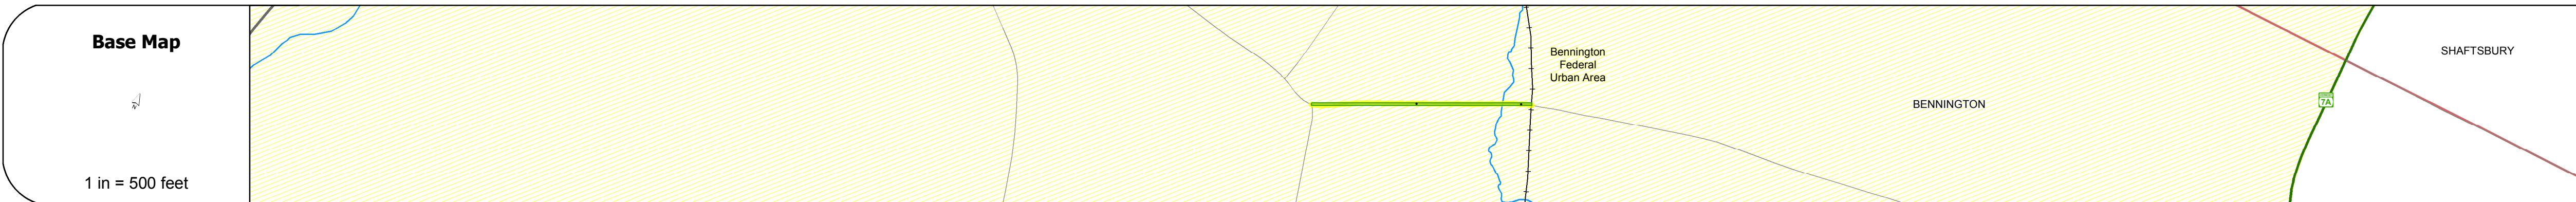 Base Map
N
1 in = 500 feet
Bennington
Federal
Urban Area
BENNINGTON
7A
SHAFTSBURY